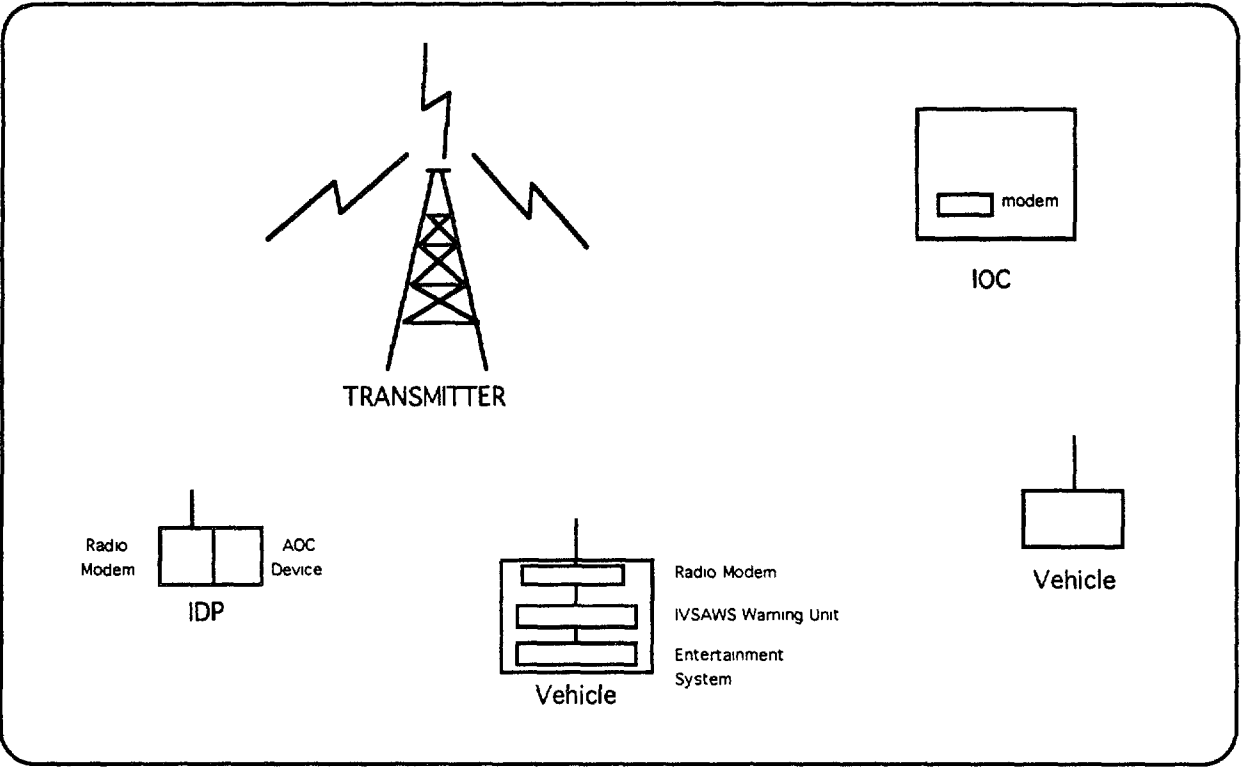 modem
IOC
TRANSMITTER
Radio
Modem
AOC
Device
IDP
Radio Modem
IVSAWS Warning Unit
Entertainment
System
Vehicle
Vehicle